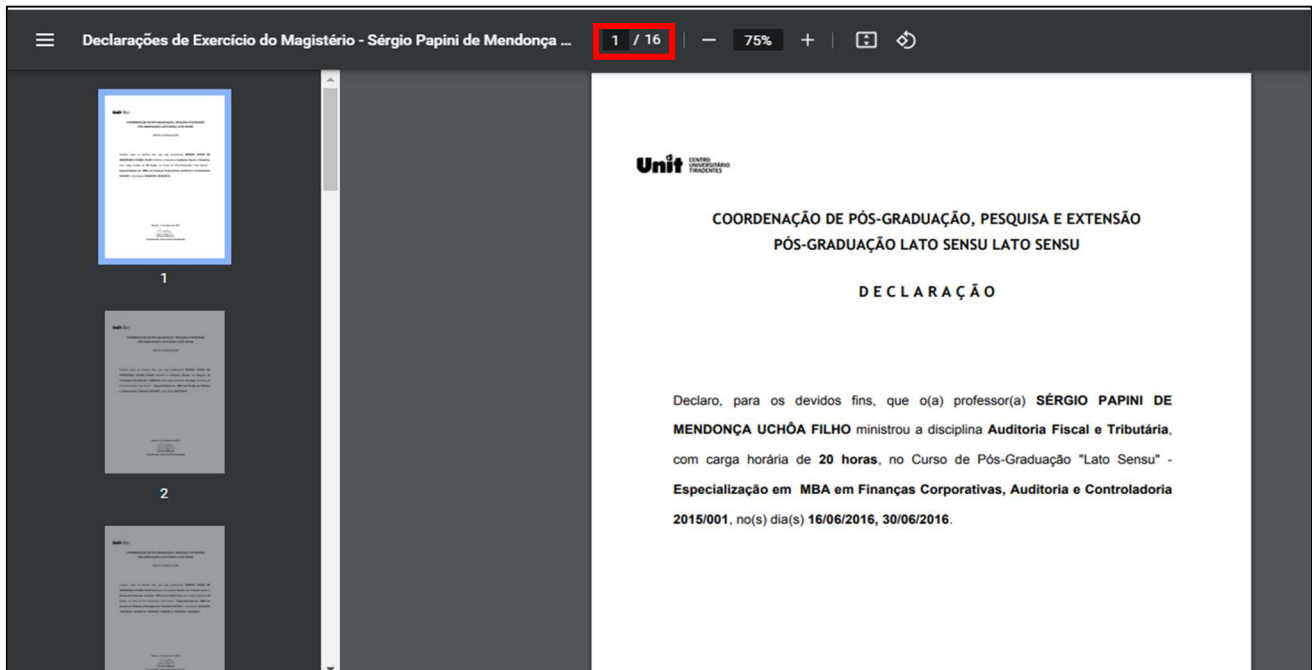 Declarações de Exercício do Magistério - Sérgio Papini de Mendonça ...
1 / 16
75%
1
2
Unit CENTRO
UNIVERSITÁRIO
TIRADENTES
COORDENAÇÃO DE PÓS-GRADUAÇÃO, PESQUISA E EXTENSÃO
PÓS-GRADUAÇÃO LATO SENSU LATO SENSU
D E C L A R A Ç Ã O
Declaro, para os devidos fins, que o(a) professor(a) SÉRGIO PAPINI DE
MENDONÇA UCHÔA FILHO ministrou a disciplina Auditoria Fiscal e Tributária,
com carga horária de 20 horas, no Curso de Pós-Graduação "Lato Sensu" -
Especialização em MBA em Finanças Corporativas, Auditoria e Controladoria
2015/001, no(s) dia(s) 16/06/2016, 30/06/2016.